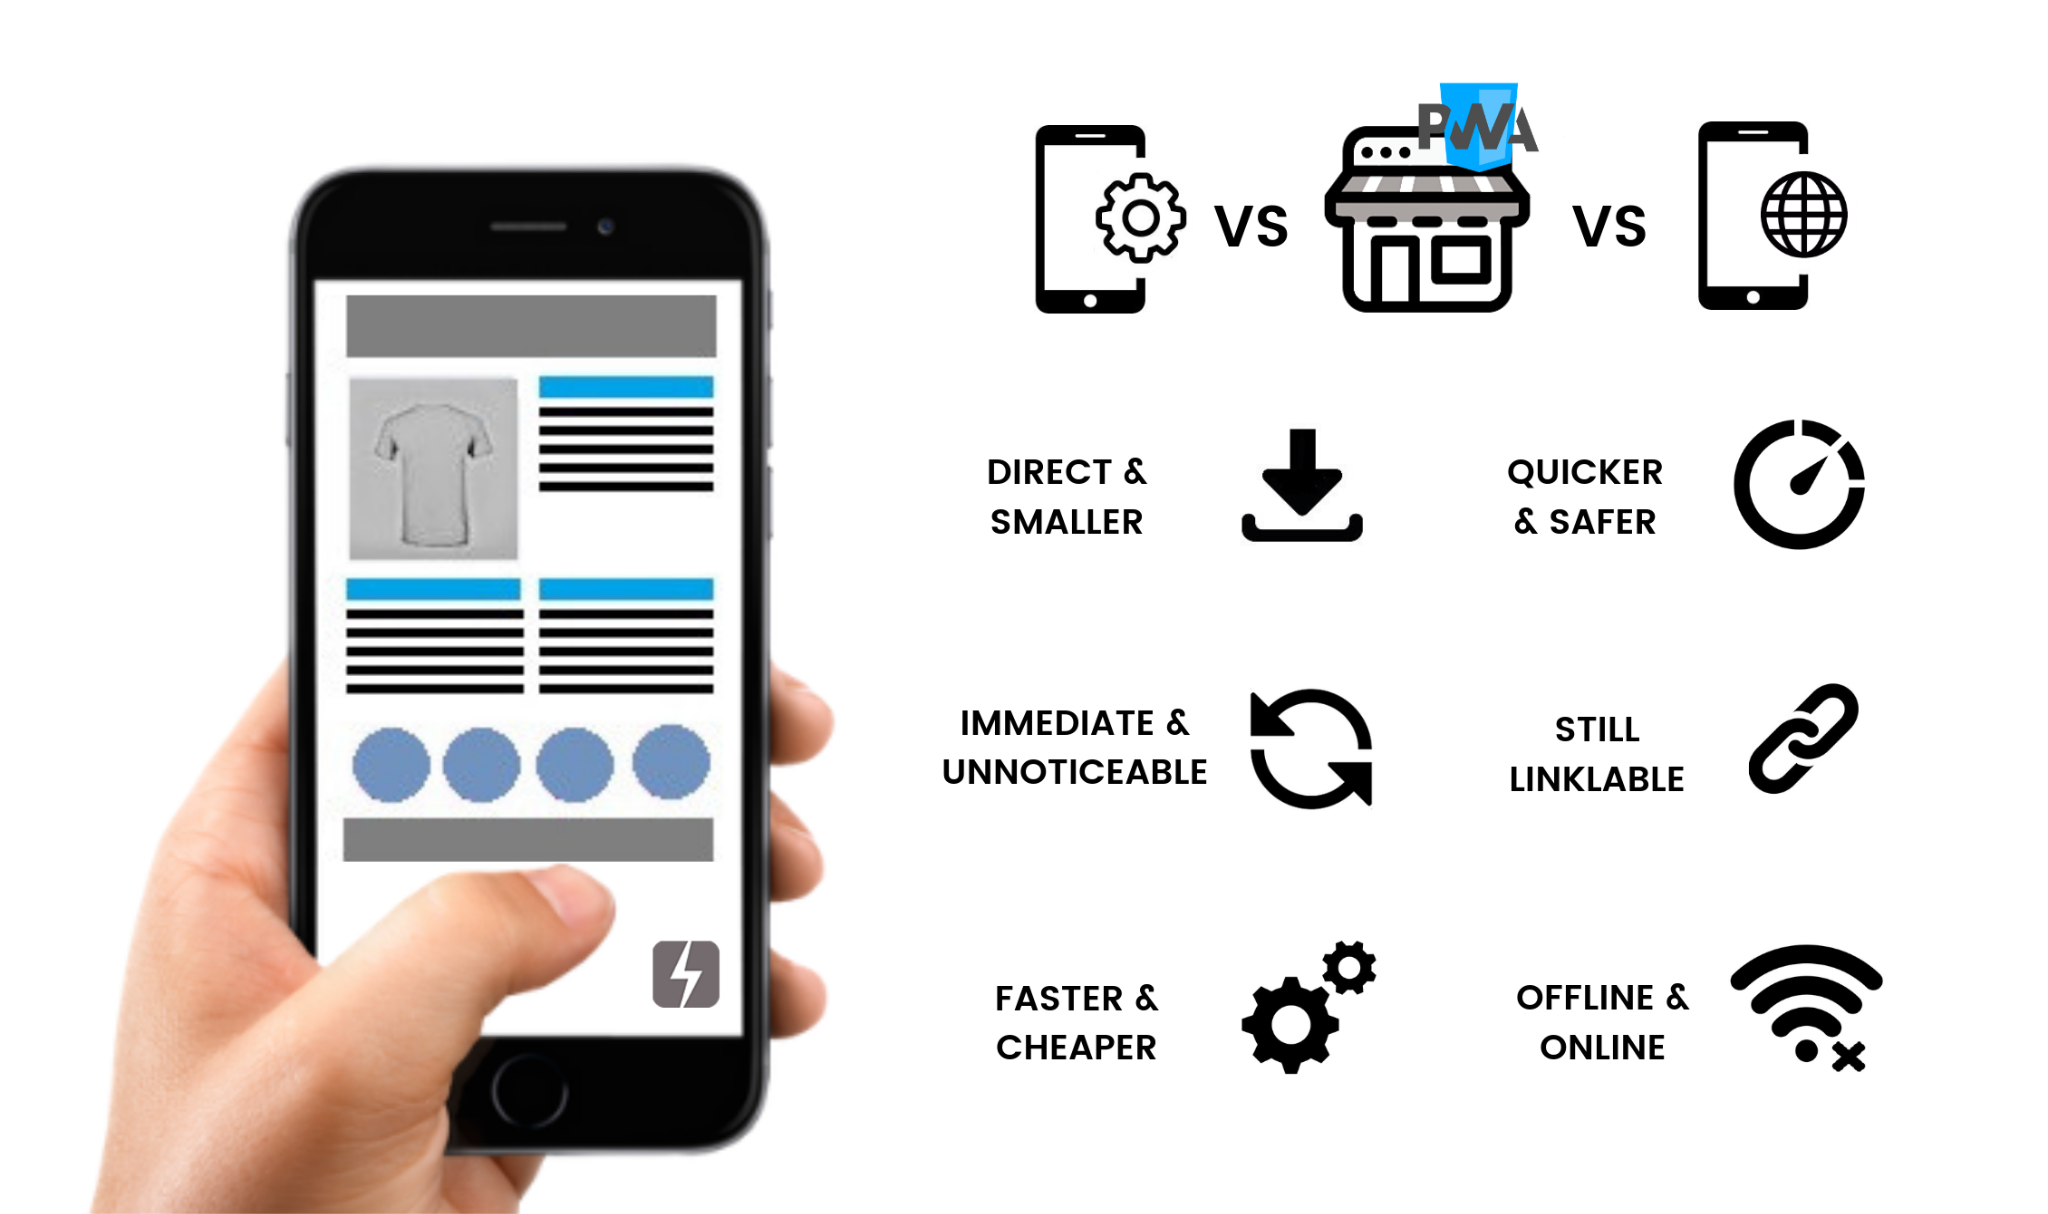 PWA
VS
VS
DIRECT &
SMALLER
QUICKER
& SAFER
IMMEDIATE &
UNNOTICEABLE
STILL
LINKLABLE
FASTER &
CHEAPER
OFFLINE &
ONLINE